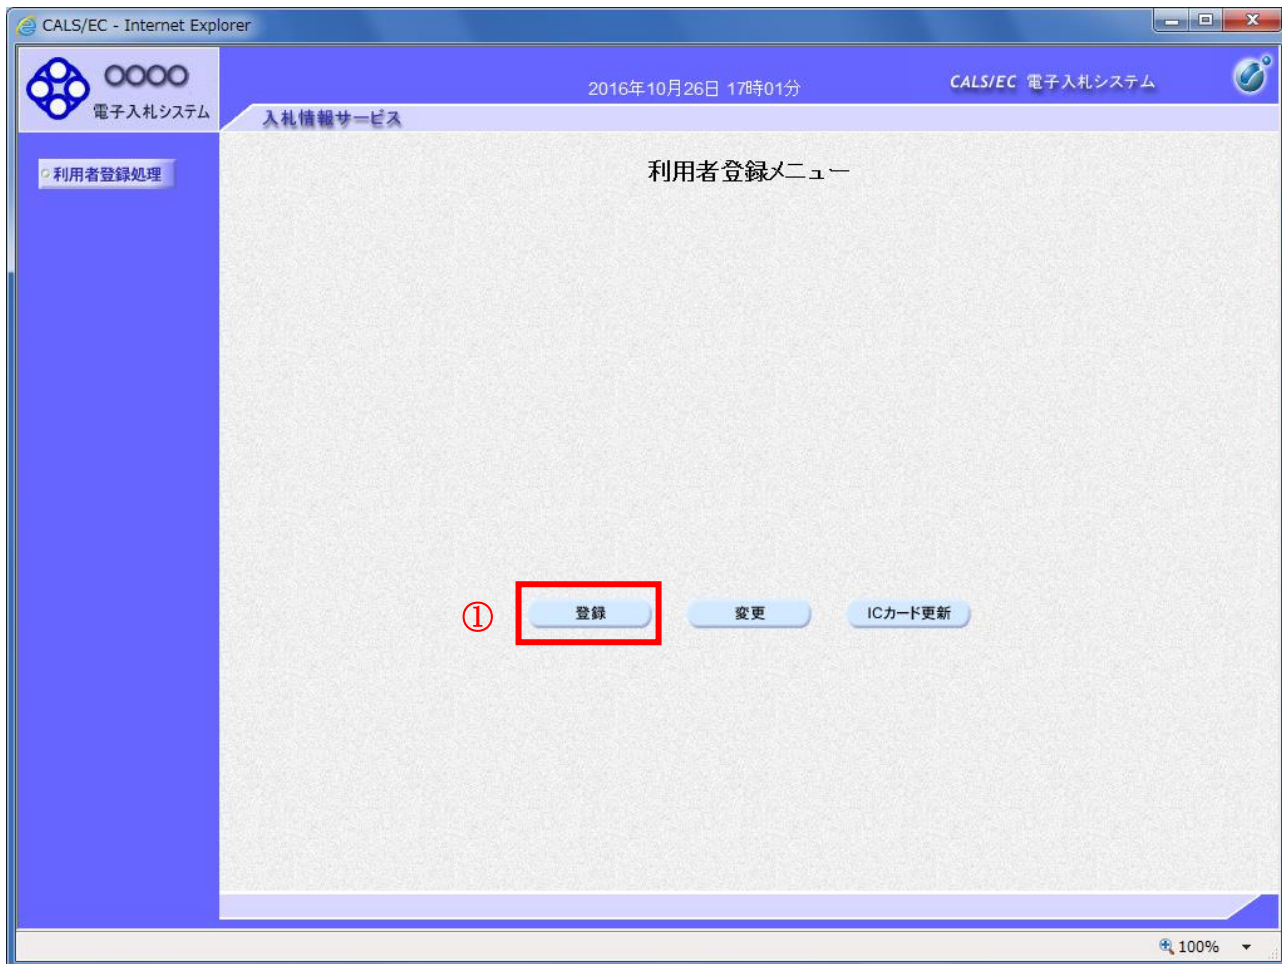 CALS/EC - Internet Explorer
○○○○
電子入札システム
2016年10月26日 17時01分
CALS/EC 電子入札システム
入札情報サービス
利用者登録処理
利用者登録メニュー
①
登録
変更
ICカード更新
100%